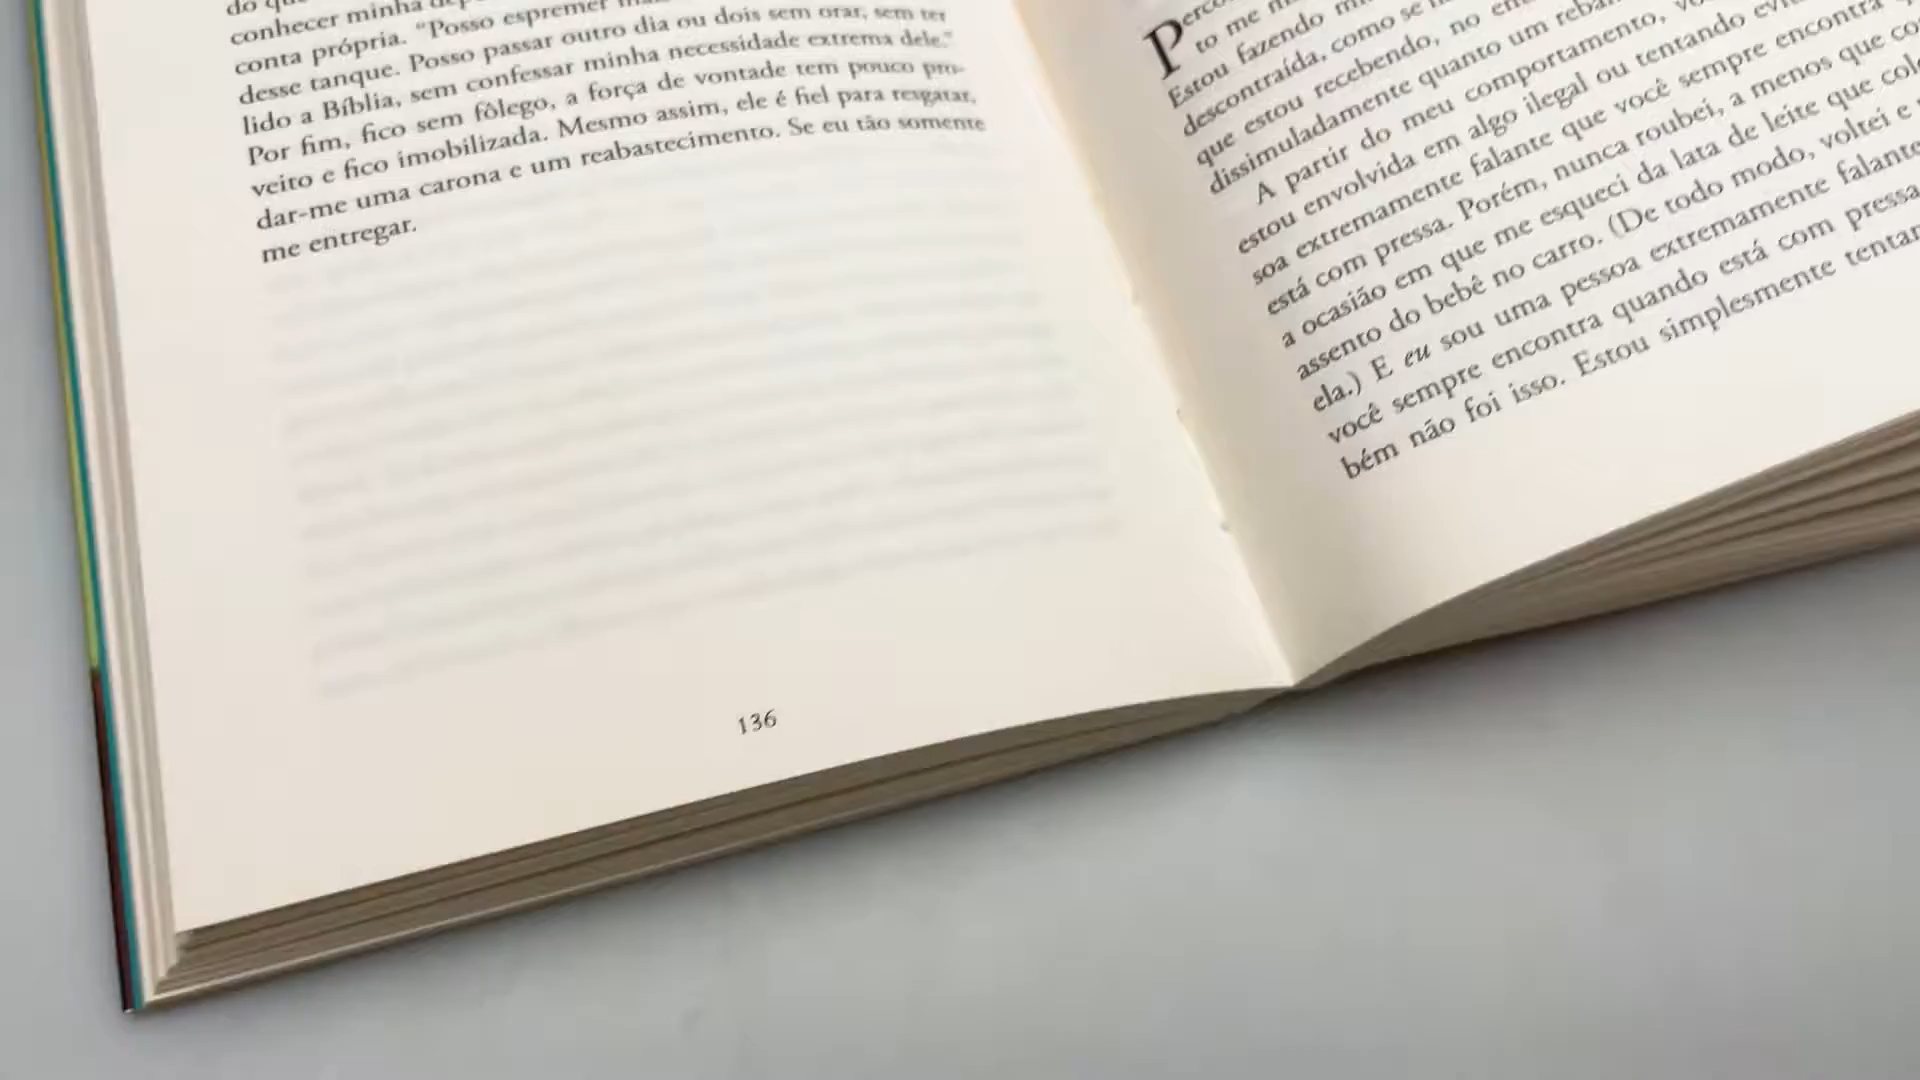 do que
conhecer minha
conta própria. “Posso espremer
desse tanque. Posso passar outro dia ou dois sem orar, sem ter
lido a Bíblia, sem confessar minha necessidade extrema dele.”
Por fim, fico sem fôlego, a força de vontade tem pouco pro-
veito e fico imobilizada. Mesmo assim, ele é fiel para resgatar,
dar-me uma carona e um reabastecimento. Se eu tão somente
me entregar.
136
to me
Estou fazendo
descontraída, como se
que estou recebendo, no
dissimuladamente quanto um
A partir do meu comportamento,
estou envolvida em algo ilegal ou tentando
soa extremamente falante que você sempre encontra
está com pressa. Porém, nunca roubei, a menos que
a ocasião em que me esqueci da lata de leite que
assento do bebê no carro. (De todo modo, voltei e
ela.) E eu sou uma pessoa extremamente falante
você sempre encontra quando está com pressa
bém não foi isso. Estou simplesmente